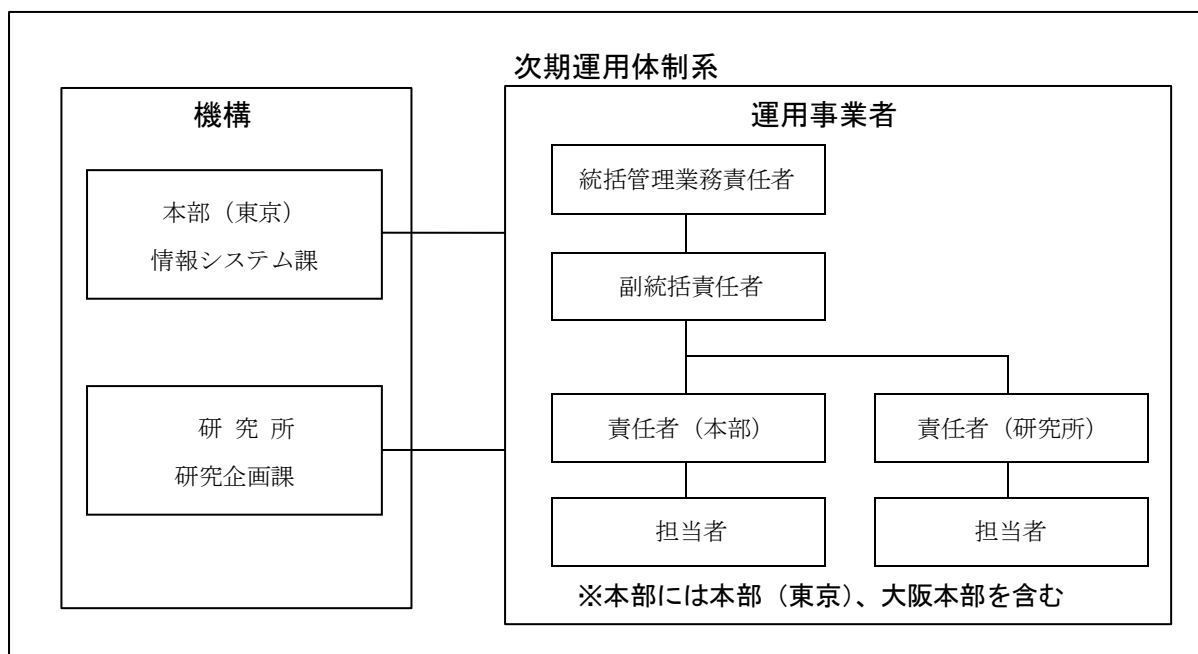 次期運用体制系
機構
本部（東京）
情報システム課
研 究 所
研究企画課
運用事業者
統括管理業務責任者
副統括責任者
責任者（本部）
責任者（研究所）
担当者
担当者
※本部には本部（東京）、大阪本部を含む